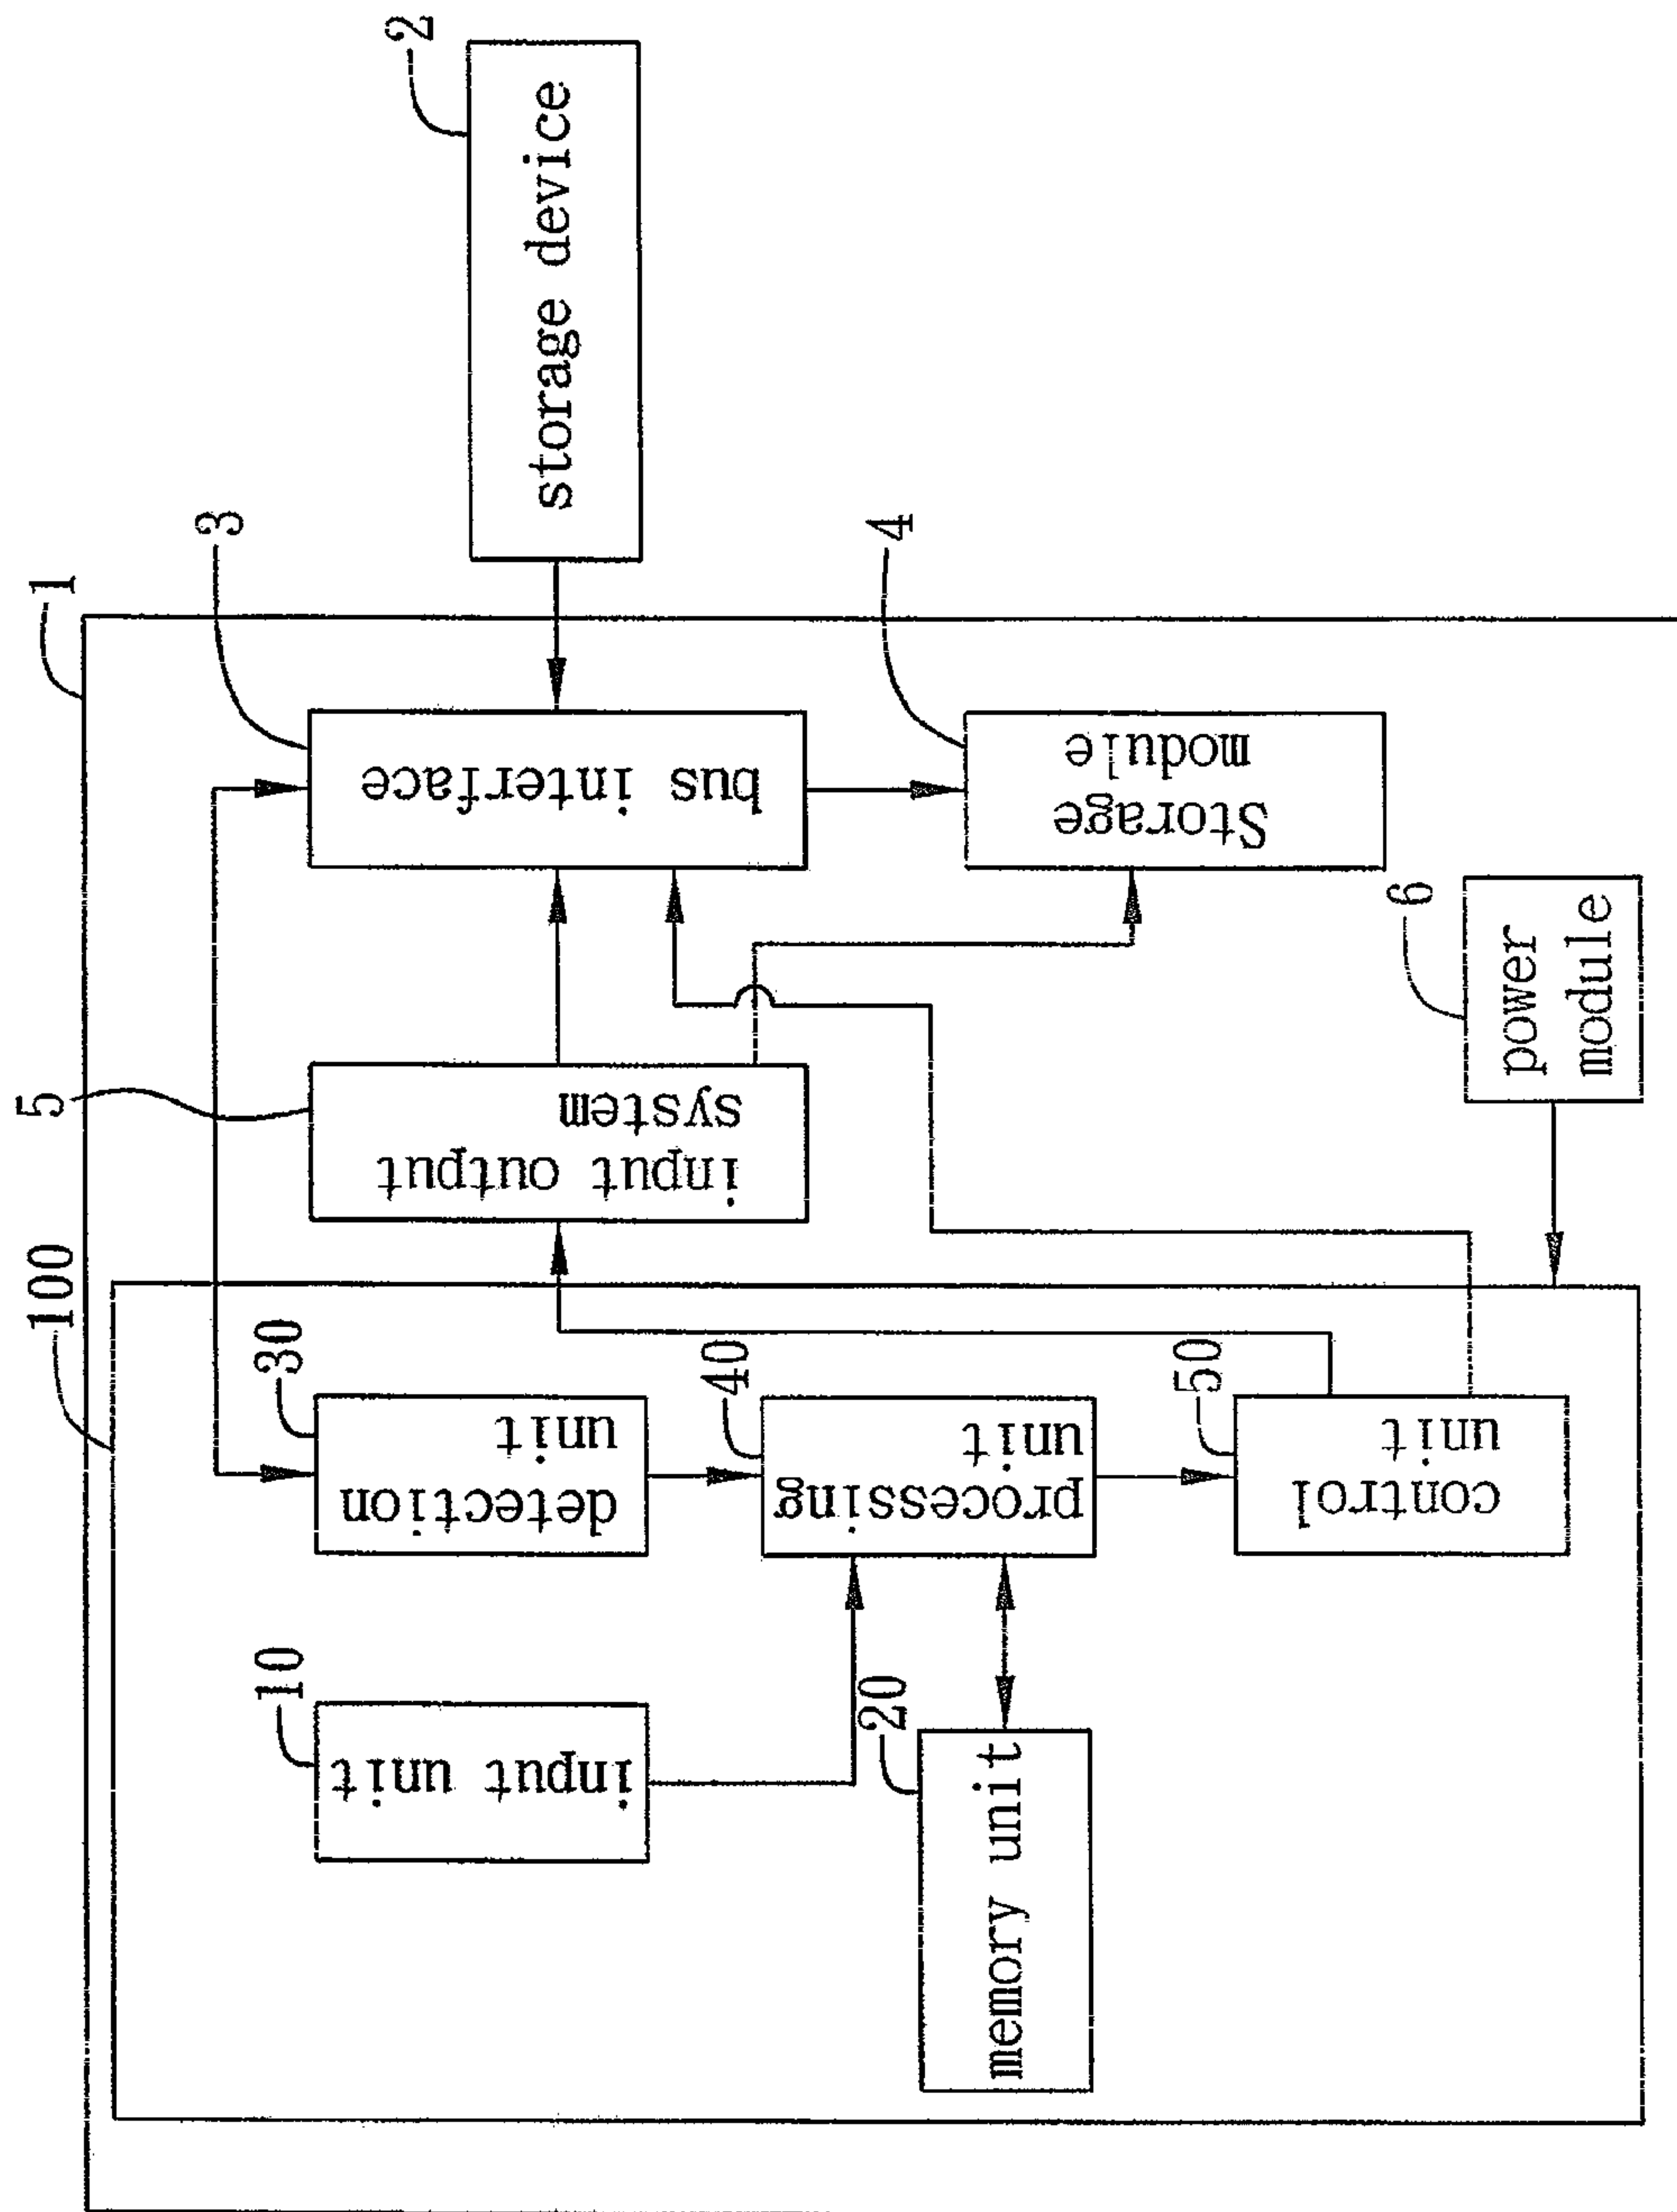 1
100
10
input unit
30
detection
unit
5
input output
system
3
bus interface
2
storage device
40
processing
unit
20
memory unit
50
control
unit
4
Storage
module
6
power
module